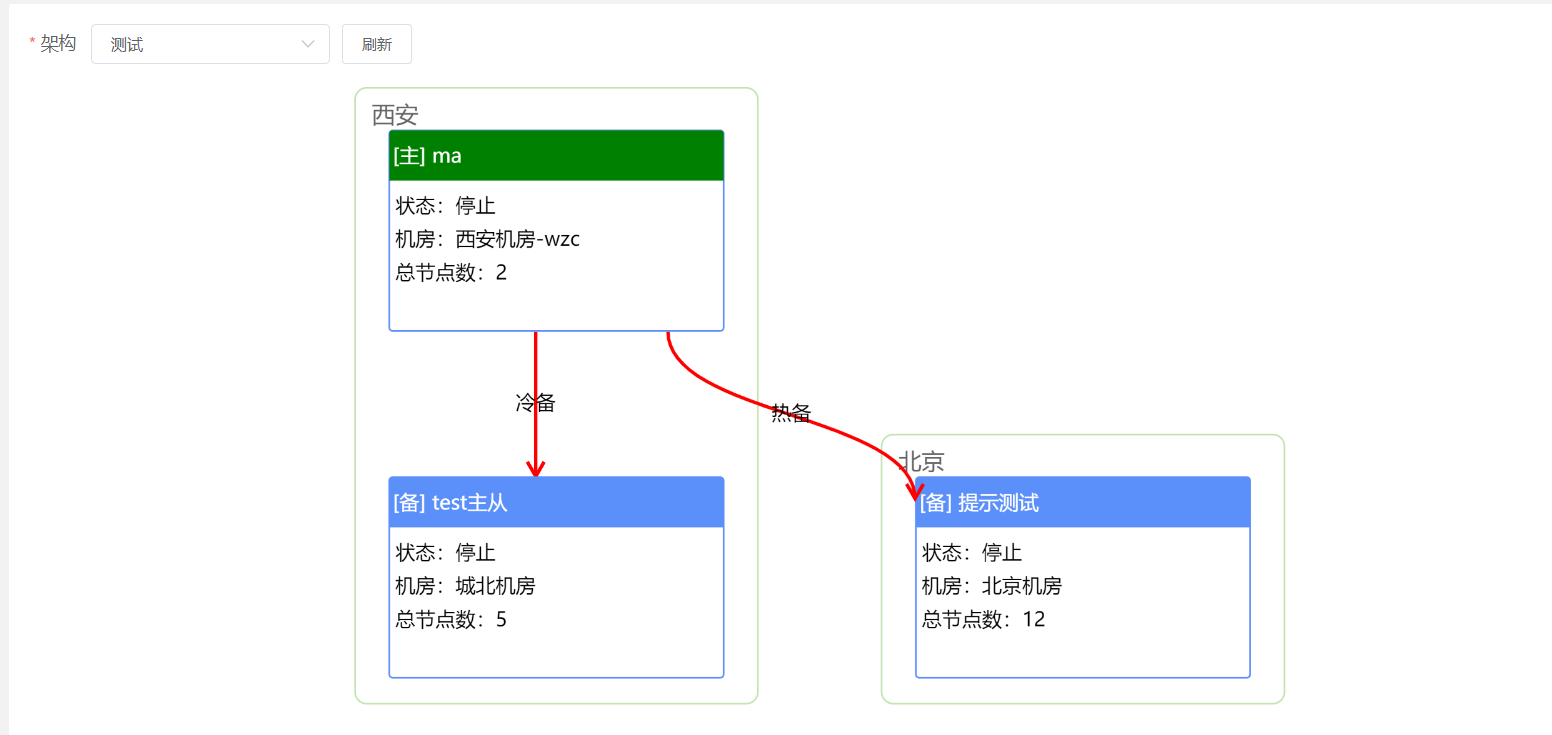 * 架构 测试 刷新
西安
[主] ma
状态：停止
机房：西安机房-wzc
总节点数：2
冷备
热备
[备] test主从
状态：停止
机房：城北机房
总节点数：5
北京
[备] 提示测试
状态：停止
机房：北京机房
总节点数：12